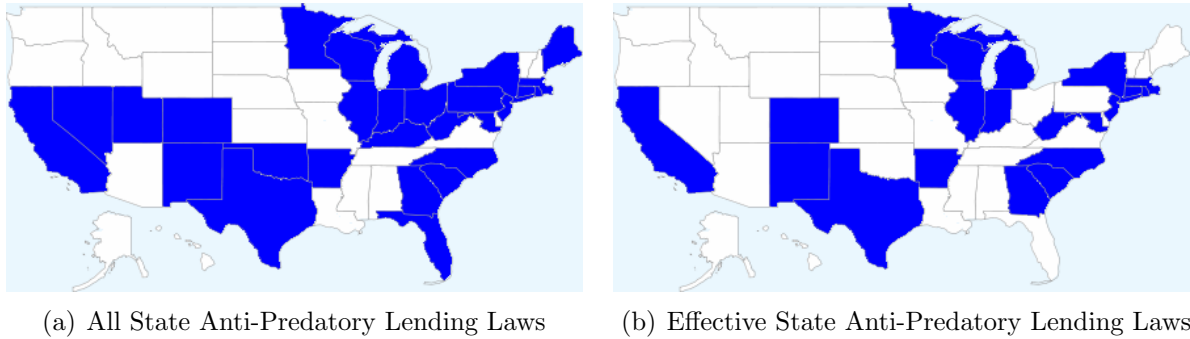 (a) All State Anti-Predatory Lending Laws
(b) Effective State Anti-Predatory Lending Laws